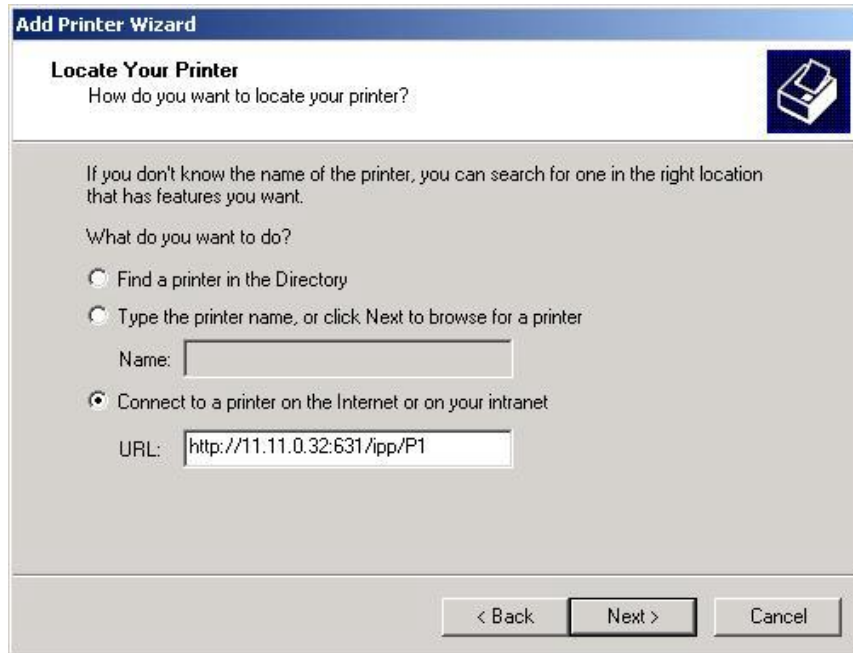 Add Printer Wizard
Locate Your Printer
How do you want to locate your printer?
If you don't know the name of the printer, you can search for one in the right location
that has features you want.
What do you want to do?
Find a printer in the Directory
Type the printer name, or click Next to browse for a printer
Name:
Connect to a printer on the Internet or on your intranet
URL: http://11.11.0.32:631/ipp/P1
< Back Next > Cancel